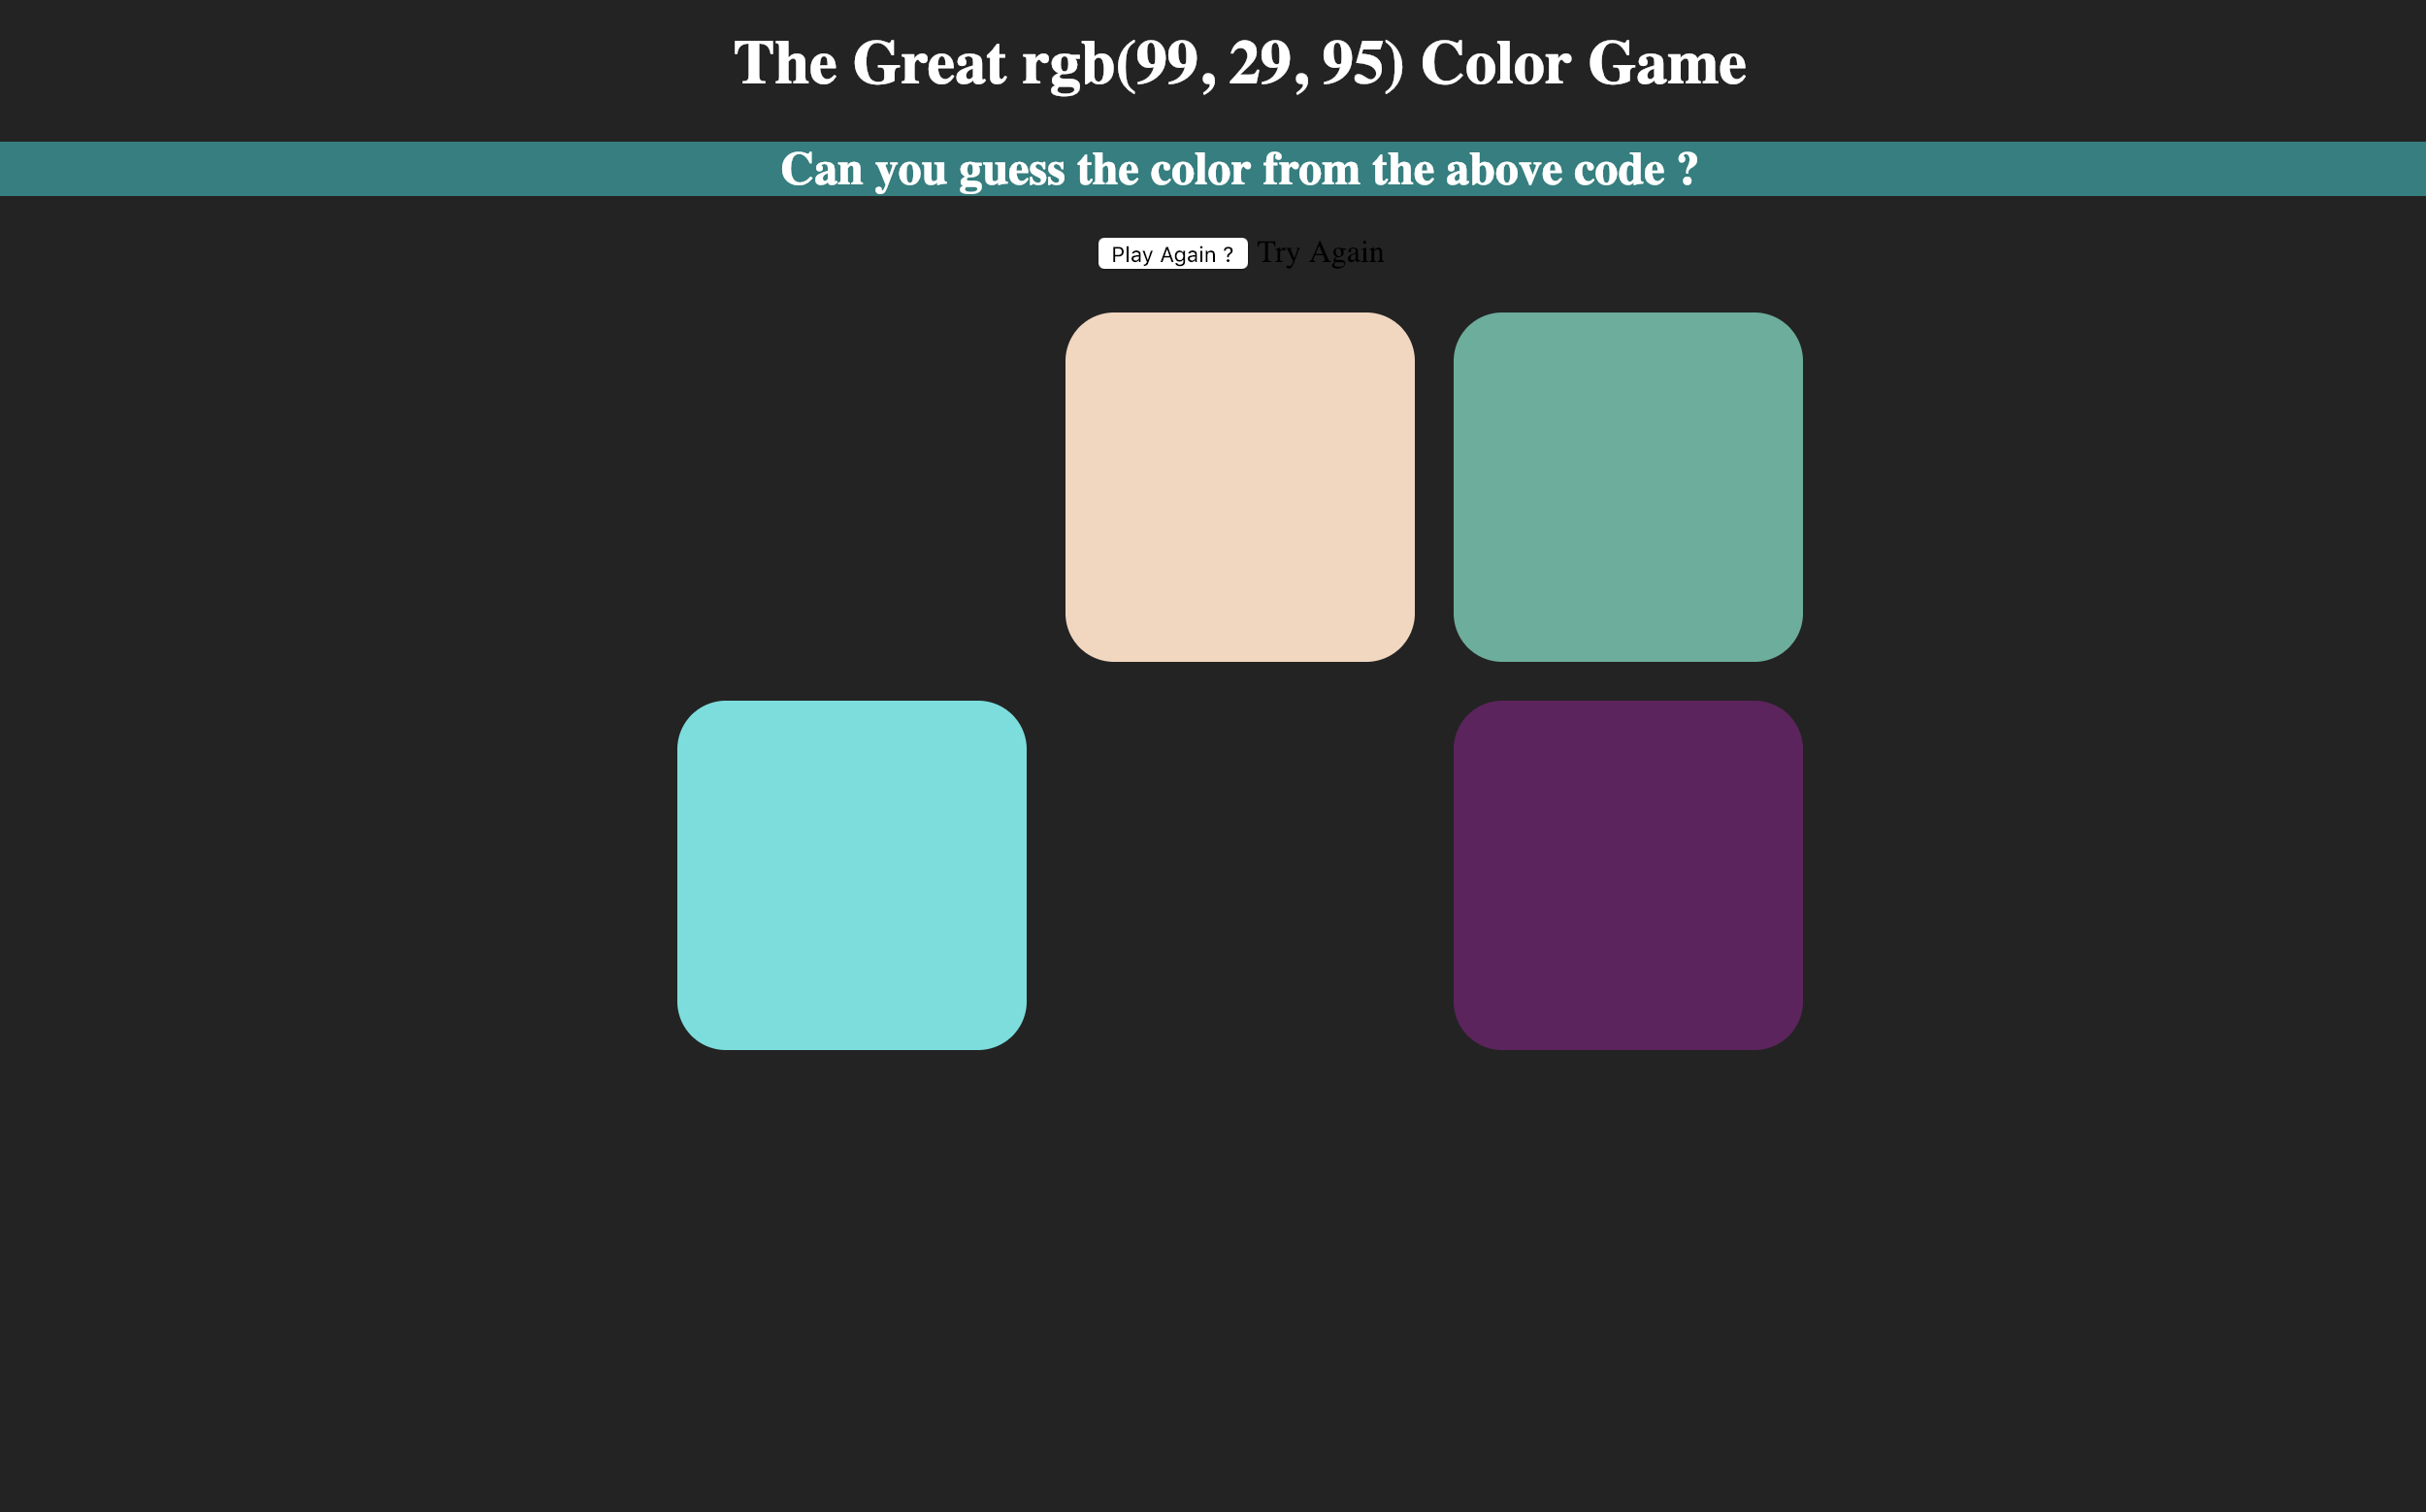 The Great rgb(99, 29, 95) Color Game
Can you guess the color from the above code ?
Play Again ? Try Again